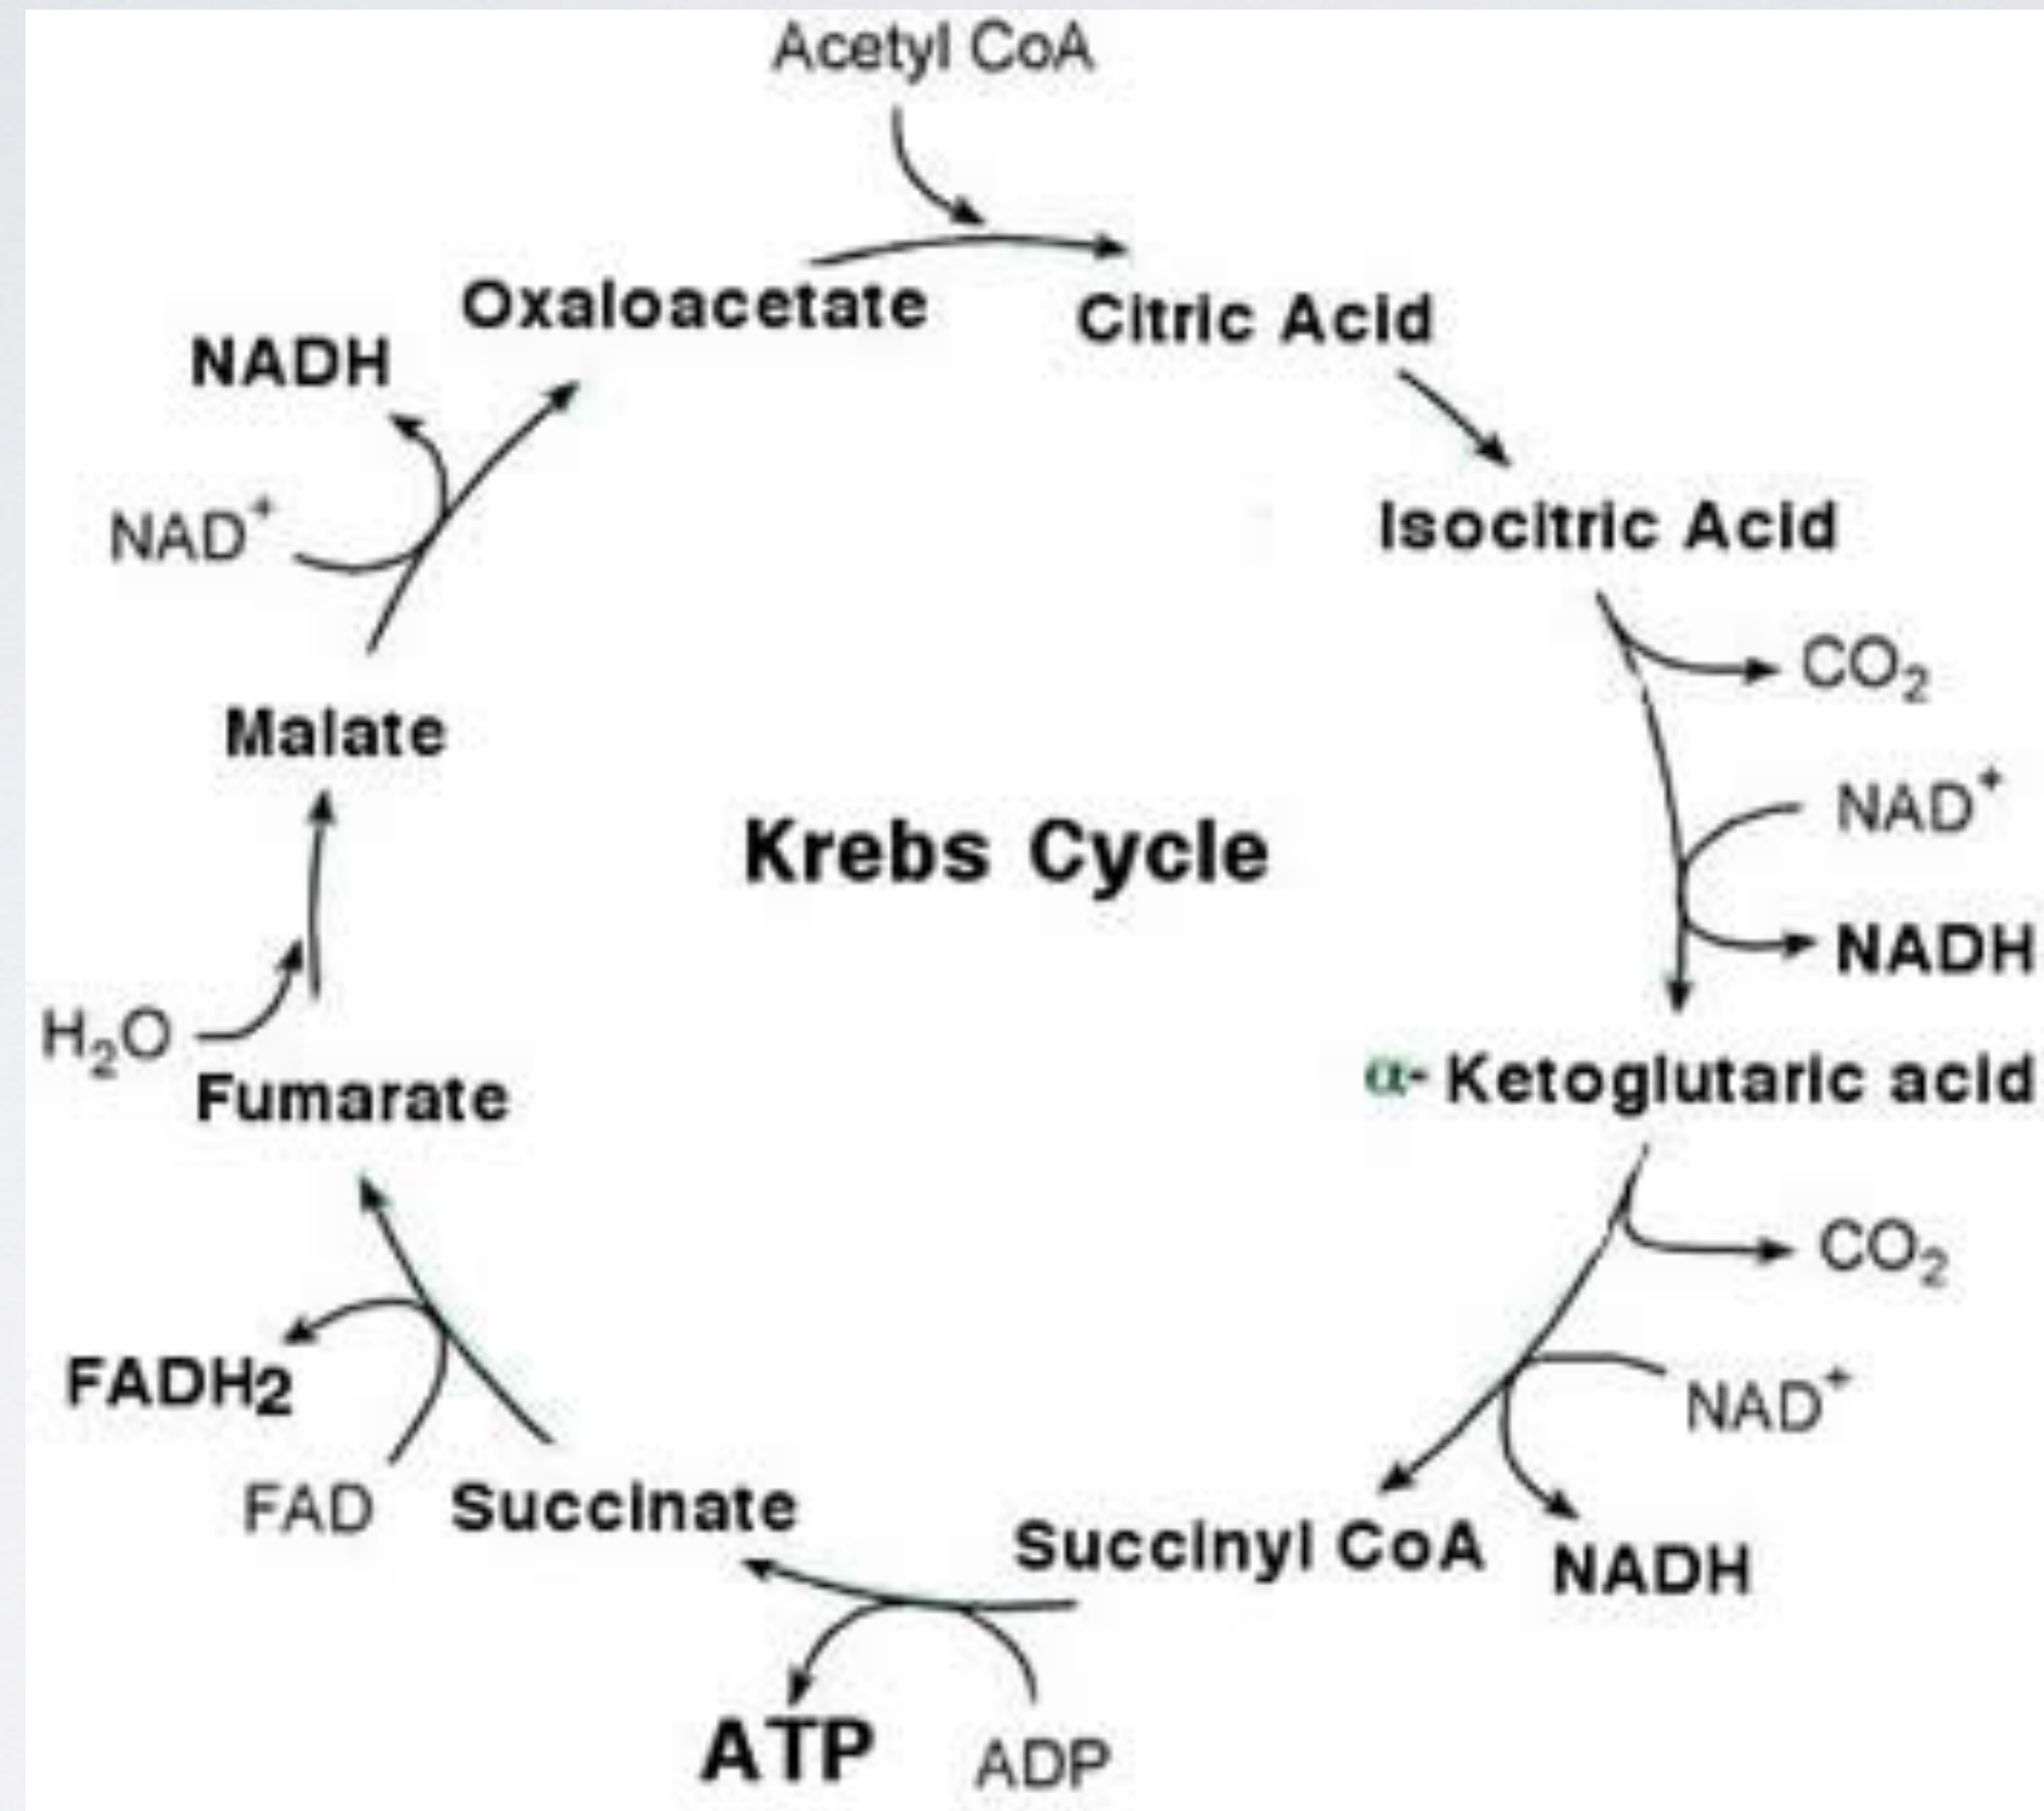 Acetyl CoA
Oxaloacetate
Citric Acid
NADH
Isocitric Acid
NAD⁺
CO₂
Malate
NAD⁺
Krebs Cycle
NADH
H₂O
α- Ketoglutaric acid
Fumarate
CO₂
FADH2
NAD⁺
FAD
Succinate
Succinyl CoA
NADH
ATP
ADP